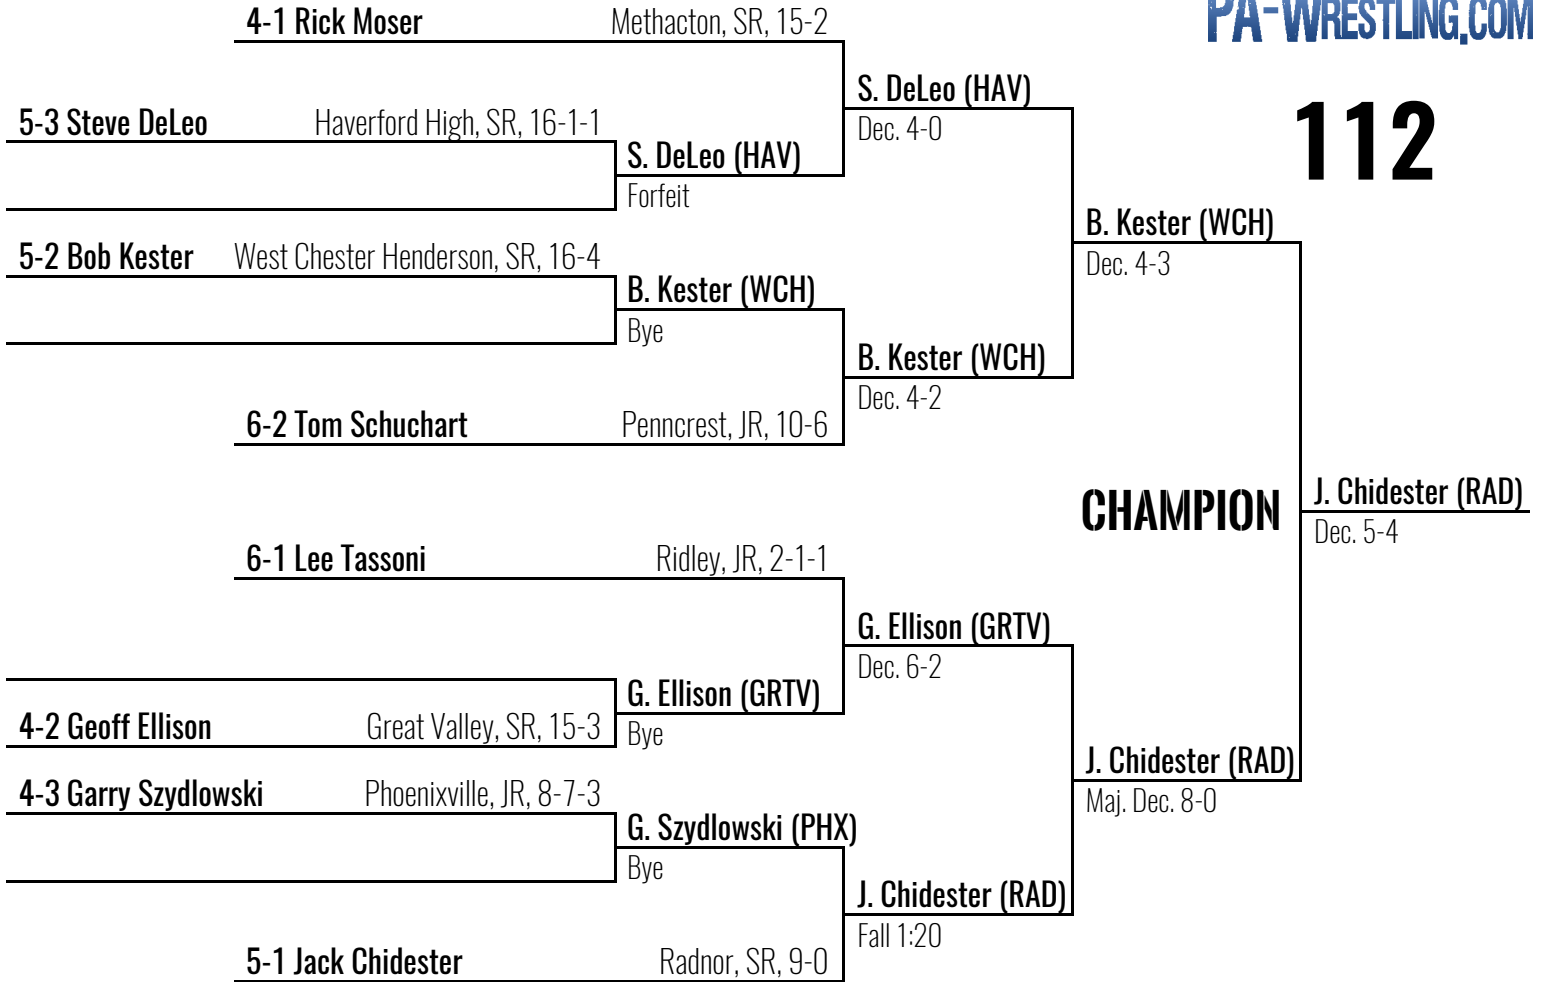 PA-WRESTLING.COM
112
4-1 Rick Moser Methacton, SR, 15-2
S. DeLeo (HAV)
Dec. 4-0
5-3 Steve DeLeo Haverford High, SR, 16-1-1
S. DeLeo (HAV)
Forfeit
B. Kester (WCH)
Dec. 4-3
5-2 Bob Kester West Chester Henderson, SR, 16-4
B. Kester (WCH)
Bye
B. Kester (WCH)
Dec. 4-2
6-2 Tom Schuchart Penncrest, JR, 10-6
CHAMPION
J. Chidester (RAD)
Dec. 5-4
6-1 Lee Tassoni Ridley, JR, 2-1-1
G. Ellison (GRTV)
Dec. 6-2
G. Ellison (GRTV)
Bye
4-2 Geoff Ellison Great Valley, SR, 15-3
J. Chidester (RAD)
Maj. Dec. 8-0
4-3 Garry Szydlowski Phoenixville, JR, 8-7-3
G. Szydlowski (PHX)
Bye
J. Chidester (RAD)
Fall 1:20
5-1 Jack Chidester Radnor, SR, 9-0